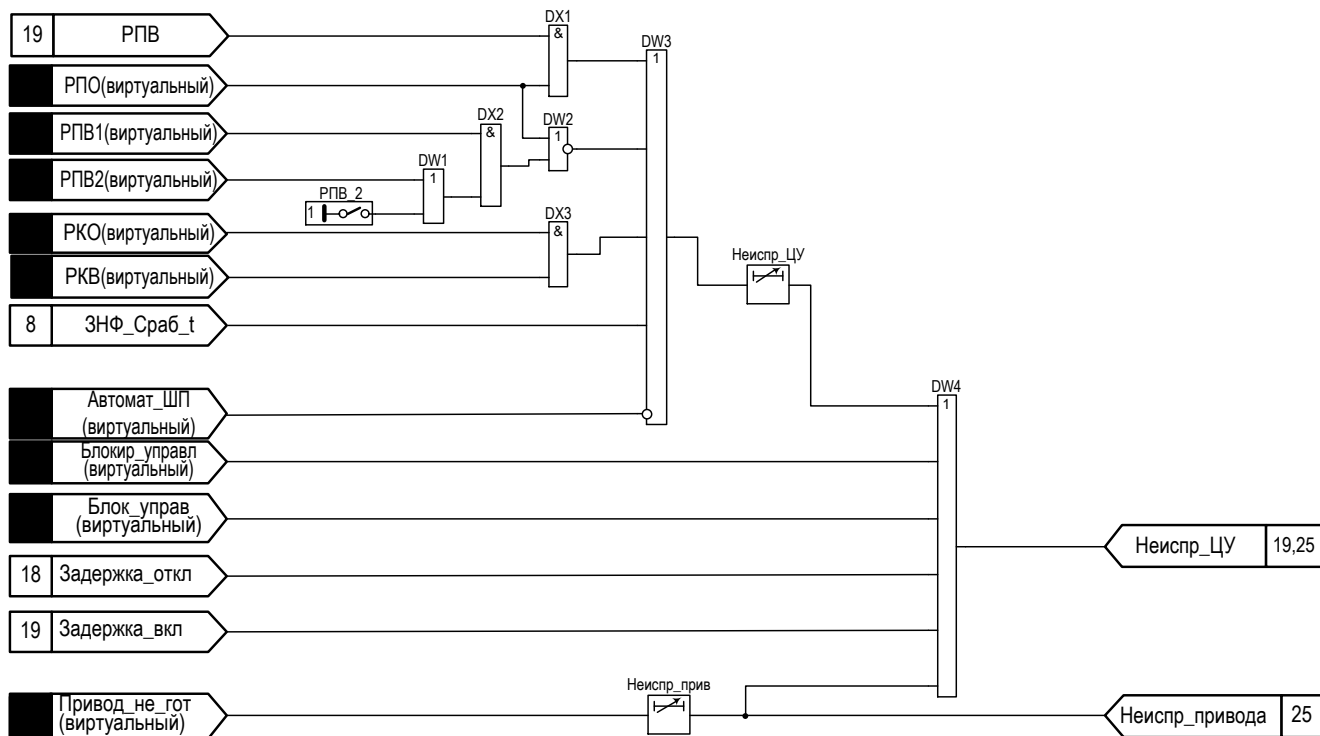 19 РПВ
DX1
&
DW3
1
РПО(виртуальный)
РПВ1(виртуальный)
DX2
&
DW2
1
РПВ2(виртуальный)
DW1
1
РПВ_2
1
РКО(виртуальный)
DX3
&
РКВ(виртуальный)
Неиспр_ЦУ
8 ЗНФ_Сраб_t
Автомат_ШП
(виртуальный)
DW4
1
Блокир_управл
(виртуальный)
Блок_управ
(виртуальный)
Неиспр_ЦУ 19,25
18 Задержка_откл
19 Задержка_вкл
Неиспр_прив
Привод_не_гот
(виртуальный)
Неиспр_привода 25